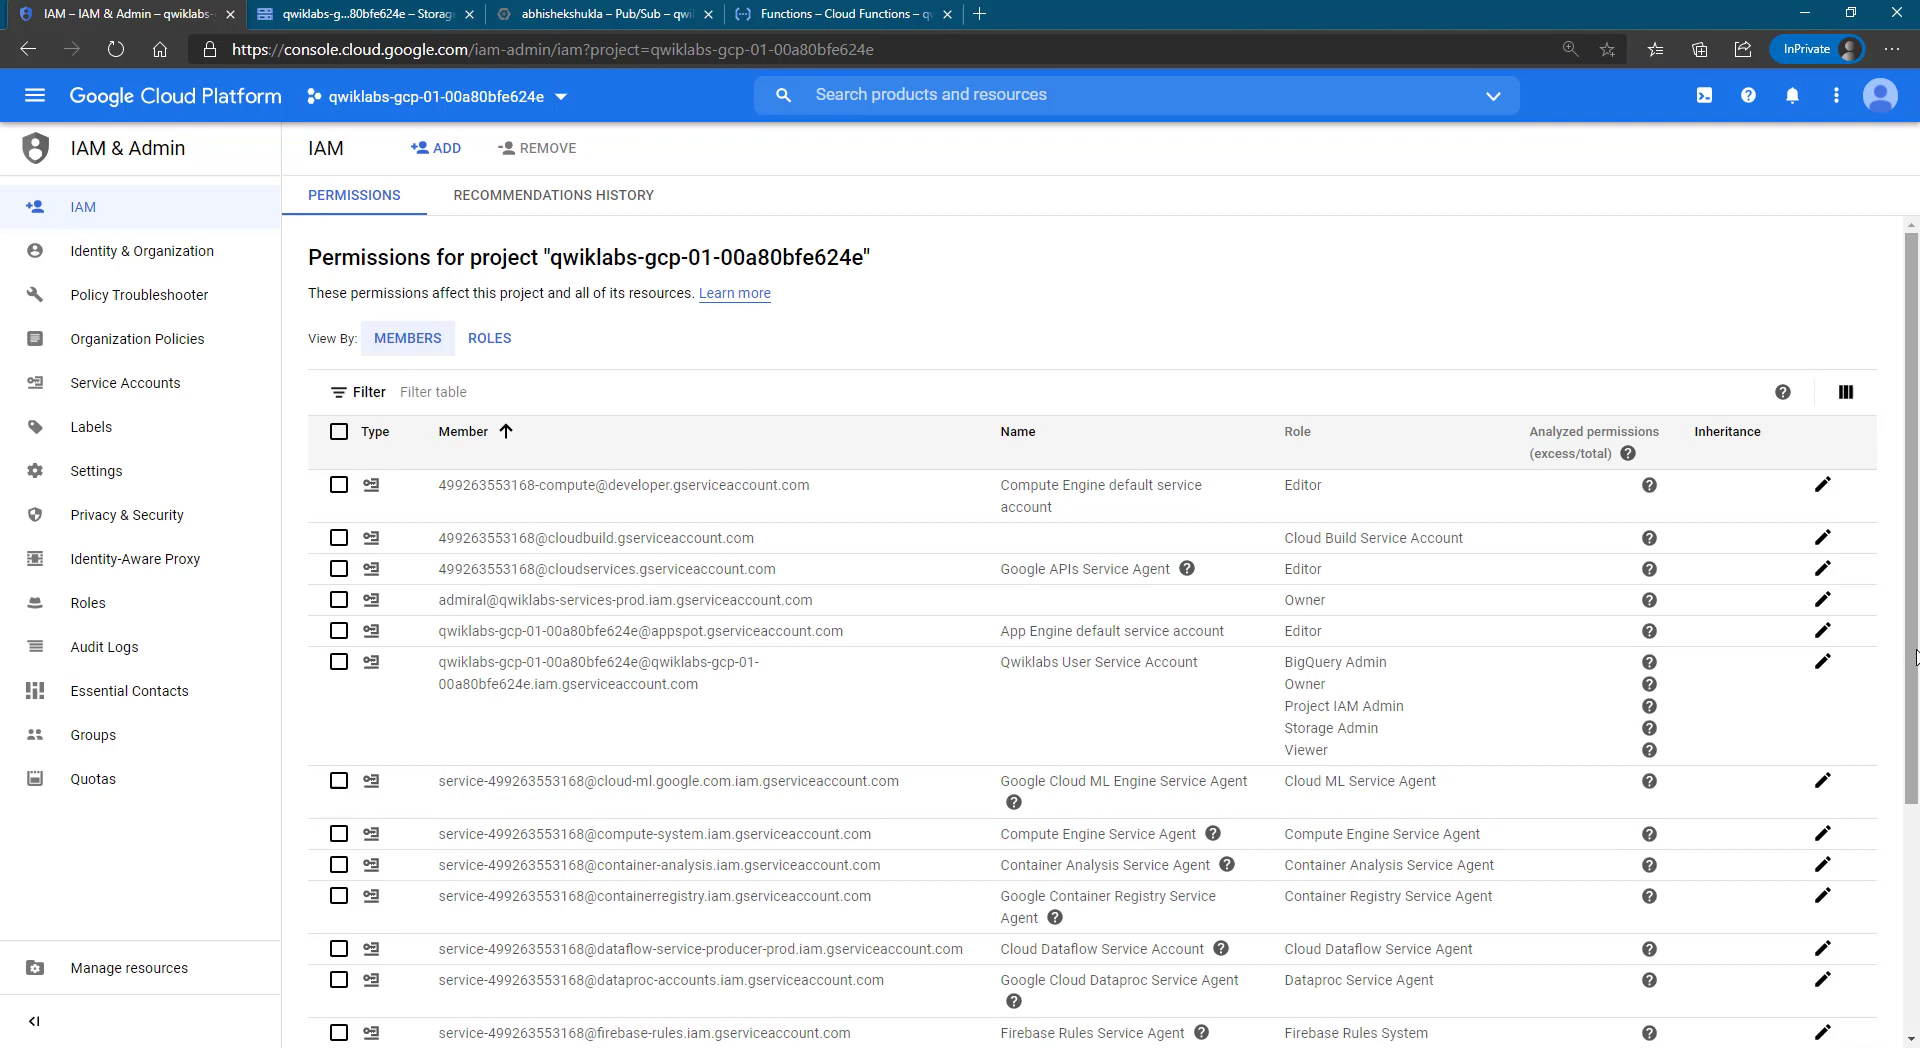 IAM – IAM & Admin – qwiklabs-
qwiklabs-g...80bfe624e – Storag
abhishekshukla – Pub/Sub – qwi
Functions – Cloud Functions – q
https://console.cloud.google.com/iam-admin/iam?project=qwiklabs-gcp-01-00a80bfe624e
InPrivate
Google Cloud Platform
qwiklabs-gcp-01-00a80bfe624e
Search products and resources
IAM & Admin
IAM
ADD
REMOVE
PERMISSIONS
RECOMMENDATIONS HISTORY
IAM
Identity & Organization
Policy Troubleshooter
Organization Policies
Service Accounts
Labels
Settings
Privacy & Security
Identity-Aware Proxy
Roles
Audit Logs
Essential Contacts
Groups
Quotas
Manage resources
Permissions for project "qwiklabs-gcp-01-00a80bfe624e"
These permissions affect this project and all of its resources. Learn more
View By: MEMBERS ROLES
Filter Filter table
Type Member Name Role Analyzed permissions Inheritance
(excess/total)
499263553168-compute@developer.gserviceaccount.com Compute Engine default service Editor
account
499263553168@cloudbuild.gserviceaccount.com Cloud Build Service Account
499263553168@cloudservices.gserviceaccount.com Google APIs Service Agent Editor
admiral@qwiklabs-services-prod.iam.gserviceaccount.com Owner
qwiklabs-gcp-01-00a80bfe624e@appspot.gserviceaccount.com App Engine default service account Editor
qwiklabs-gcp-01-00a80bfe624e@qwiklabs-gcp-01- Qwiklabs User Service Account BigQuery Admin
00a80bfe624e.iam.gserviceaccount.com Owner
Project IAM Admin
Storage Admin
Viewer
service-499263553168@cloud-ml.google.com.iam.gserviceaccount.com Google Cloud ML Engine Service Agent Cloud ML Service Agent
service-499263553168@compute-system.iam.gserviceaccount.com Compute Engine Service Agent Compute Engine Service Agent
service-499263553168@container-analysis.iam.gserviceaccount.com Container Analysis Service Agent Container Analysis Service Agent
service-499263553168@containerregistry.iam.gserviceaccount.com Google Container Registry Service Container Registry Service Agent
Agent
service-499263553168@dataflow-service-producer-prod.iam.gserviceaccount.com Cloud Dataflow Service Account Cloud Dataflow Service Agent
service-499263553168@dataproc-accounts.iam.gserviceaccount.com Google Cloud Dataproc Service Agent Dataproc Service Agent
service-499263553168@firebase-rules.iam.gserviceaccount.com Firebase Rules Service Agent Firebase Rules System